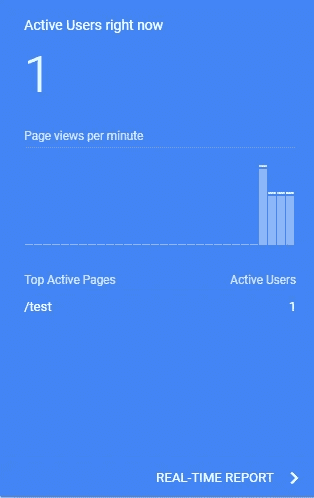 Active Users right now
1
Page views per minute
Top Active Pages Active Users
/test 1
REAL-TIME REPORT